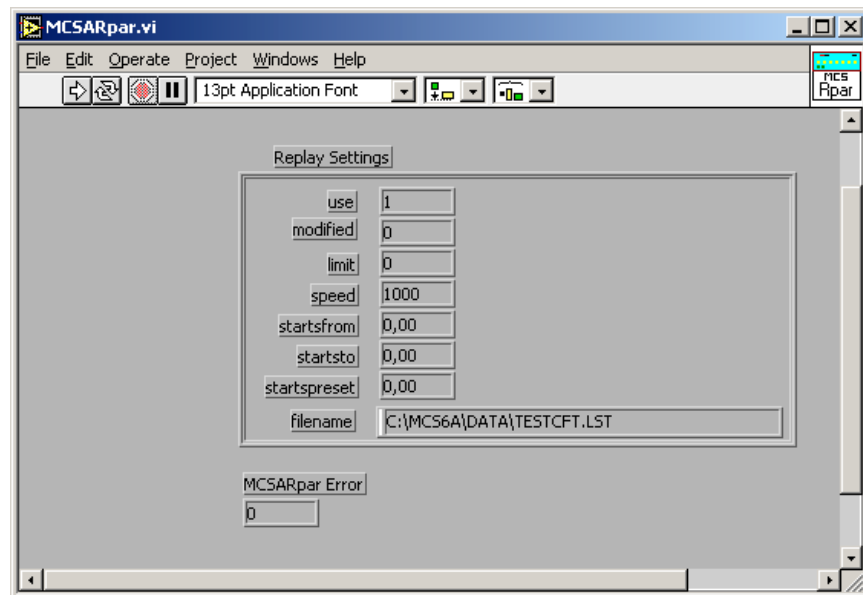 MCSARpar.vi
File Edit Operate Project Windows Help
13pt Application Font
MCS
Rpar
Replay Settings
use 1
modified 0
limit 0
speed 1000
startsfrom 0,00
startsto 0,00
startspreset 0,00
filename C:\MCS6A\DATA\TESTCFT.LST
MCSARpar Error
0